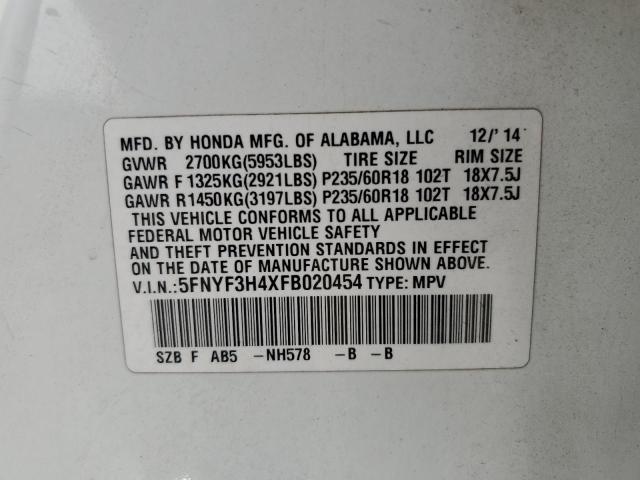 MFD. BY HONDA MFG. OF ALABAMA, LLC 12/'14
GVWR 2700KG(5953LBS) TIRE SIZE RIM SIZE
GAWR F 1325KG(2921LBS) P235/60R18 102T 18X7.5J
GAWR R1450KG(3197LBS) P235/60R18 102T 18X7.5J
THIS VEHICLE CONFORMS TO ALL APPLICABLE
FEDERAL MOTOR VEHICLE SAFETY
AND THEFT PREVENTION STANDARDS IN EFFECT
ON THE DATE OF MANUFACTURE SHOWN ABOVE.
V.I.N.:5FNYF3H4XFB020454 TYPE: MPV
SZB F AB5 -NH578 -B -B